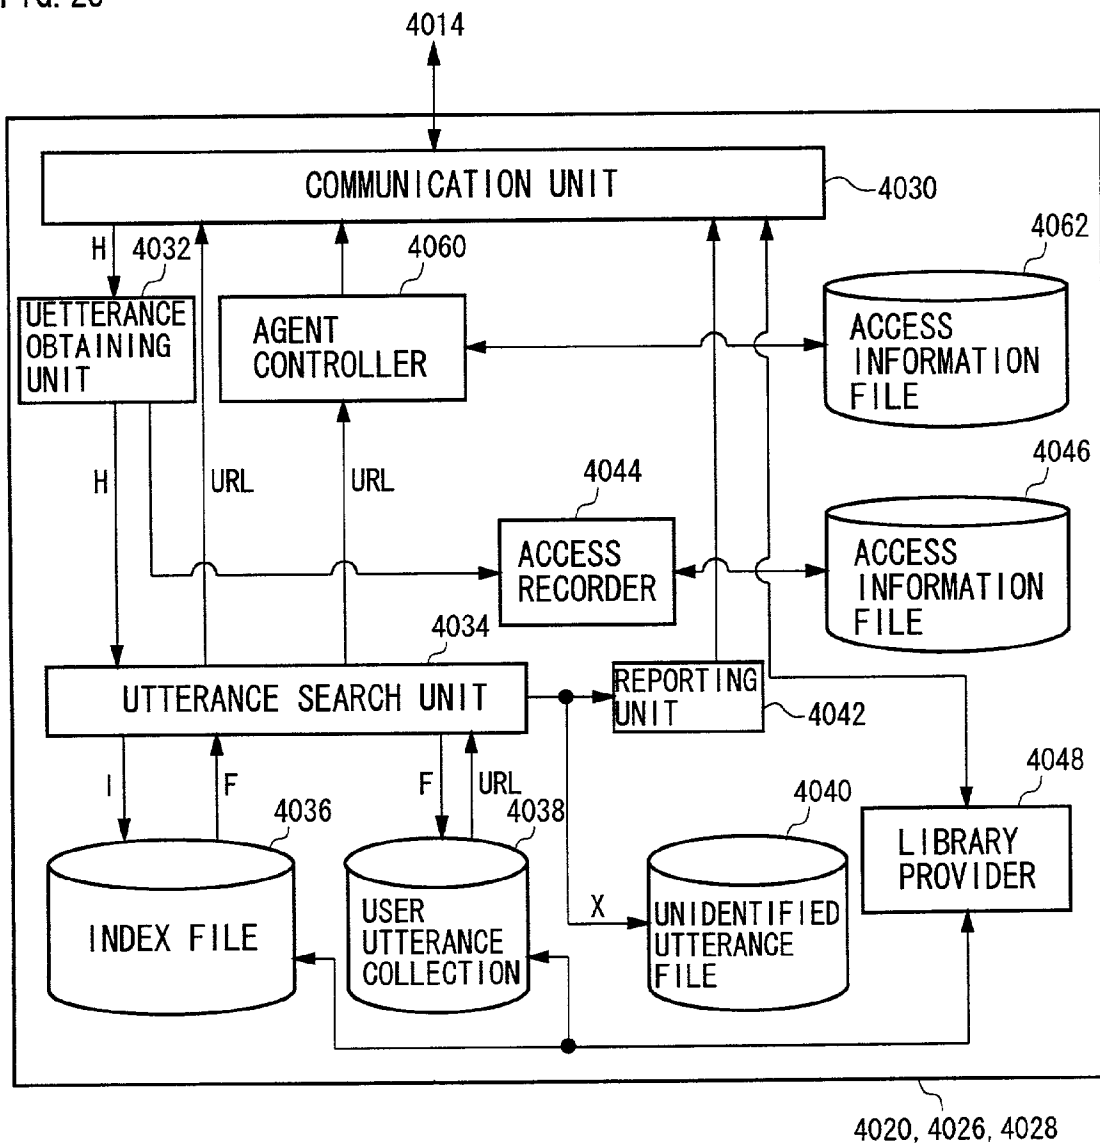 4014
COMMUNICATION UNIT
4030
H
4032
4060
4062
UETTERANCE
OBTAINING
UNIT
AGENT
CONTROLLER
ACCESS
INFORMATION
FILE
H
URL
URL
4044
4046
ACCESS
RECORDER
ACCESS
INFORMATION
FILE
4034
UTTERANCE SEARCH UNIT
REPORTING
UNIT
4042
I
F
4036
F
URL
4038
4040
4048
LIBRARY
PROVIDER
INDEX FILE
USER
UTTERANCE
COLLECTION
X
UNIDENTIFIED
UTTERANCE
FILE
4020, 4026, 4028